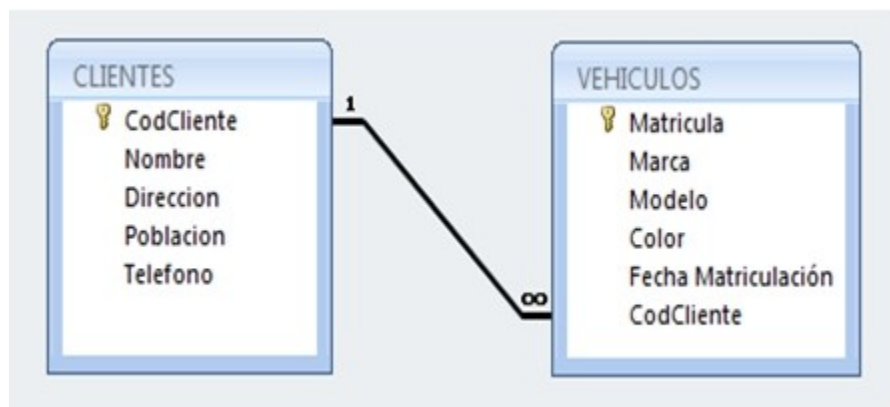 CLIENTES
CodCliente
Nombre
Direccion
Poblacion
Telefono
1
∞
VEHICULOS
Matricula
Marca
Modelo
Color
Fecha Matriculación
CodCliente